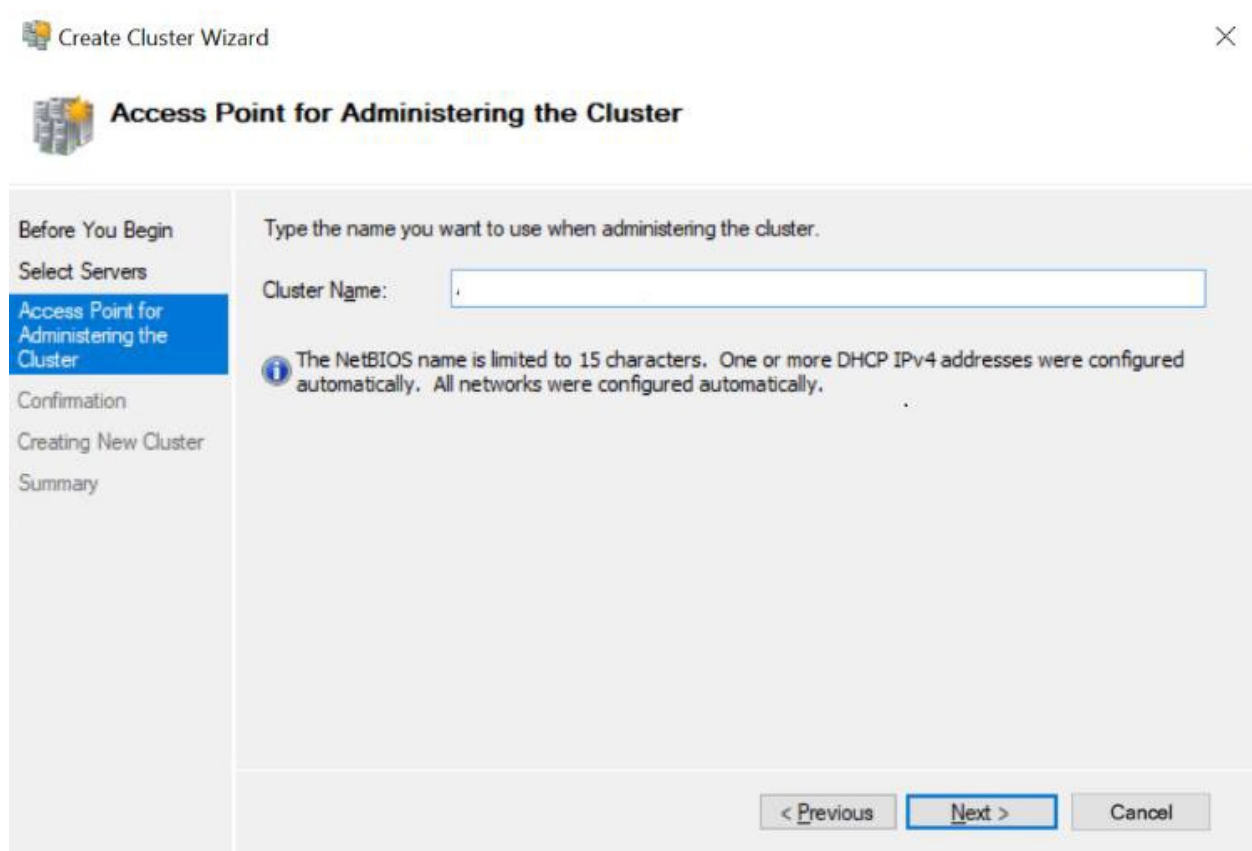 Create Cluster Wizard
Access Point for Administering the Cluster
Before You Begin
Select Servers
Access Point for
Administering the
Cluster
Confirmation
Creating New Cluster
Summary
Type the name you want to use when administering the cluster.
Cluster Name:
The NetBIOS name is limited to 15 characters.  One or more DHCP IPv4 addresses were configured
automatically.  All networks were configured automatically.
< Previous
Next >
Cancel